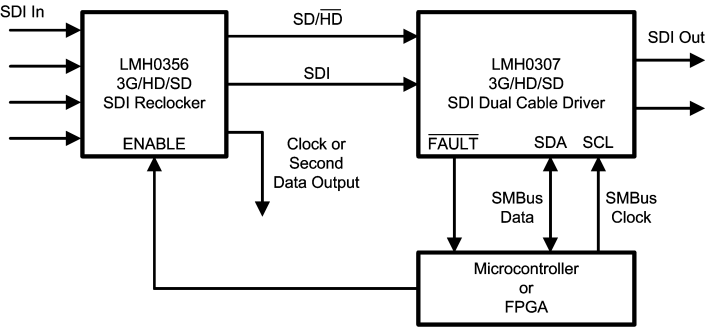 SDI In
SD/HD
SDI Out
LMH0356
3G/HD/SD
SDI Reclocker
ENABLE
SDI
LMH0307
3G/HD/SD
SDI Dual Cable Driver
FAULT
SDA
SCL
Clock or
Second
Data Output
SMBus
Data
SMBus
Clock
Microcontroller
or
FPGA